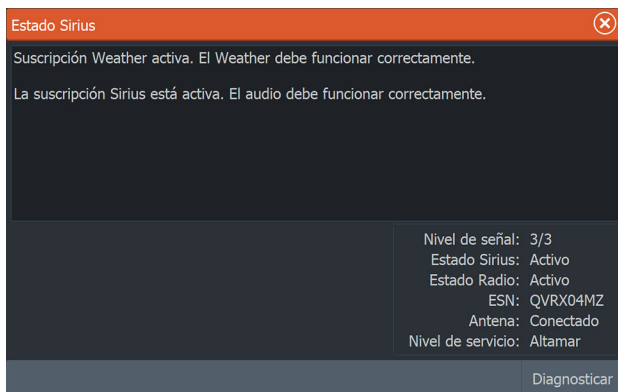 Estado Sirius
Suscripción Weather activa. El Weather debe funcionar correctamente.
La suscripción Sirius está activa. El audio debe funcionar correctamente.
Nivel de señal: 3/3
Estado Sirius: Activo
Estado Radio: Activo
ESN: QVRX04MZ
Antena: Conectado
Nivel de servicio: Altamar
Diagnosticar